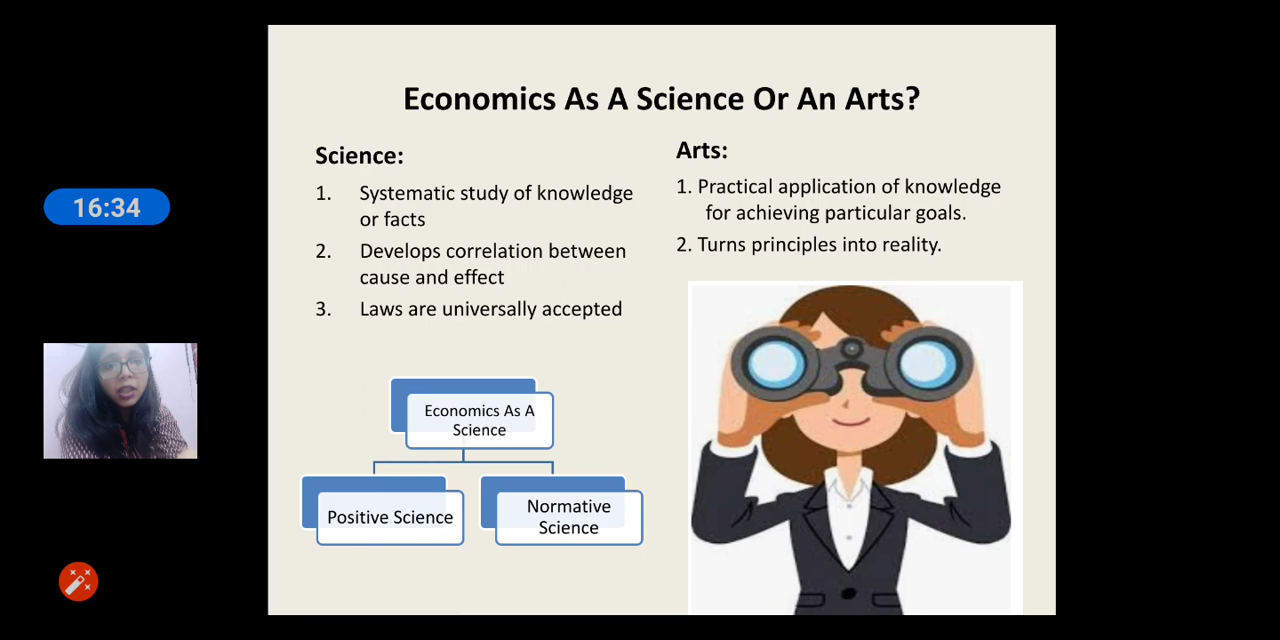 Economics As A Science Or An Arts?
16:34
Science:
1. Systematic study of knowledge
or facts
2. Develops correlation between
cause and effect
3. Laws are universally accepted
Arts:
1. Practical application of knowledge
for achieving particular goals.
2. Turns principles into reality.
Economics As A
Science
Positive Science
Normative
Science